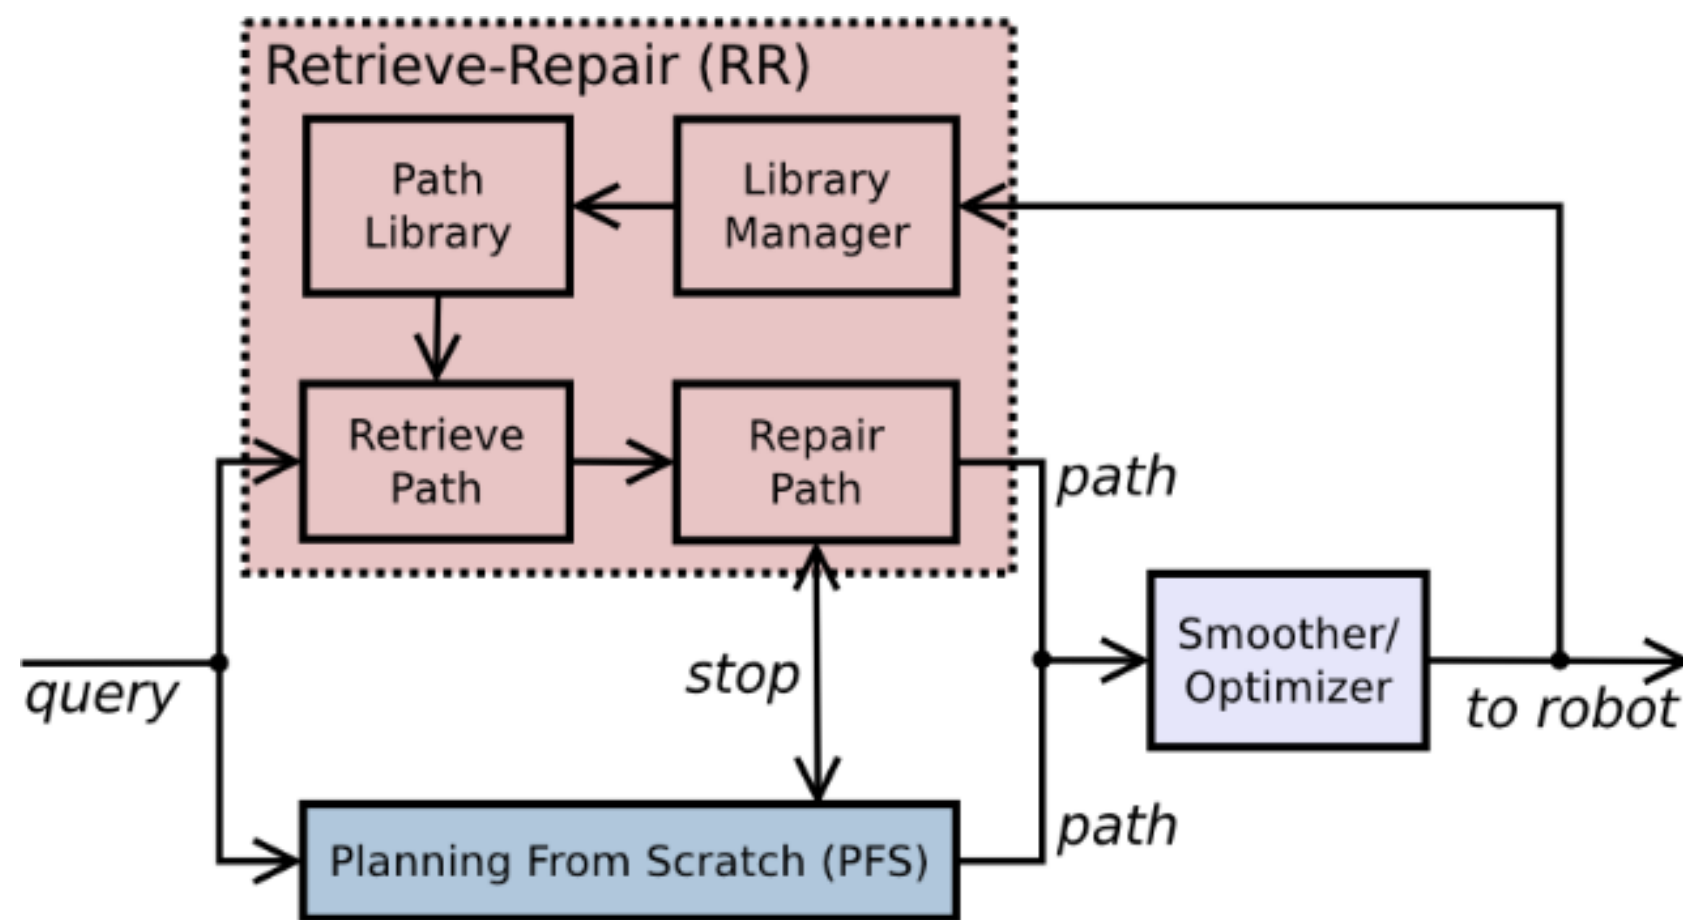 Retrieve-Repair (RR)
Path
Library
Library
Manager
Retrieve
Path
Repair
Path
path
query
stop
Smoother/
Optimizer
to robot
Planning From Scratch (PFS)
path